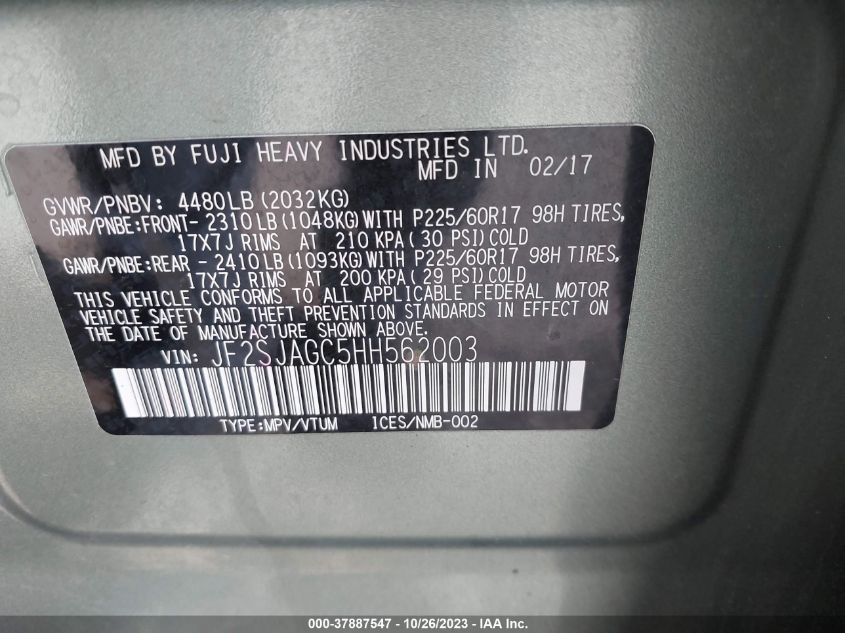 MFD BY FUJI HEAVY INDUSTRIES LTD.
MFD IN 02/17
GVWR/PNBV: 4480LB (2032KG)
GAWR/PNBE:FRONT- 2310 LB (1048KG) WITH P225/60R17 98H TIRES,
17X7J RIMS AT 210 KPA ( 30 PSI) COLD
GAWR/PNBE:REAR - 2410 LB (1093KG) WITH P225/60R17 98H TIRES,
17X7J RIMS AT 200 KPA (29 PSI) COLD
THIS VEHICLE CONFORMS TO ALL APPLICABLE FEDERAL MOTOR
VEHICLE SAFETY AND THEFT PREVENTION STANDARDS IN EFFECT ON
THE DATE OF MANUFACTURE SHOWN ABOVE.
VIN: JF2SJAGC5HH562003
TYPE:MPV/VTUM ICES/NMB-002
000-37887547 - 10/26/2023 - IAA Inc.